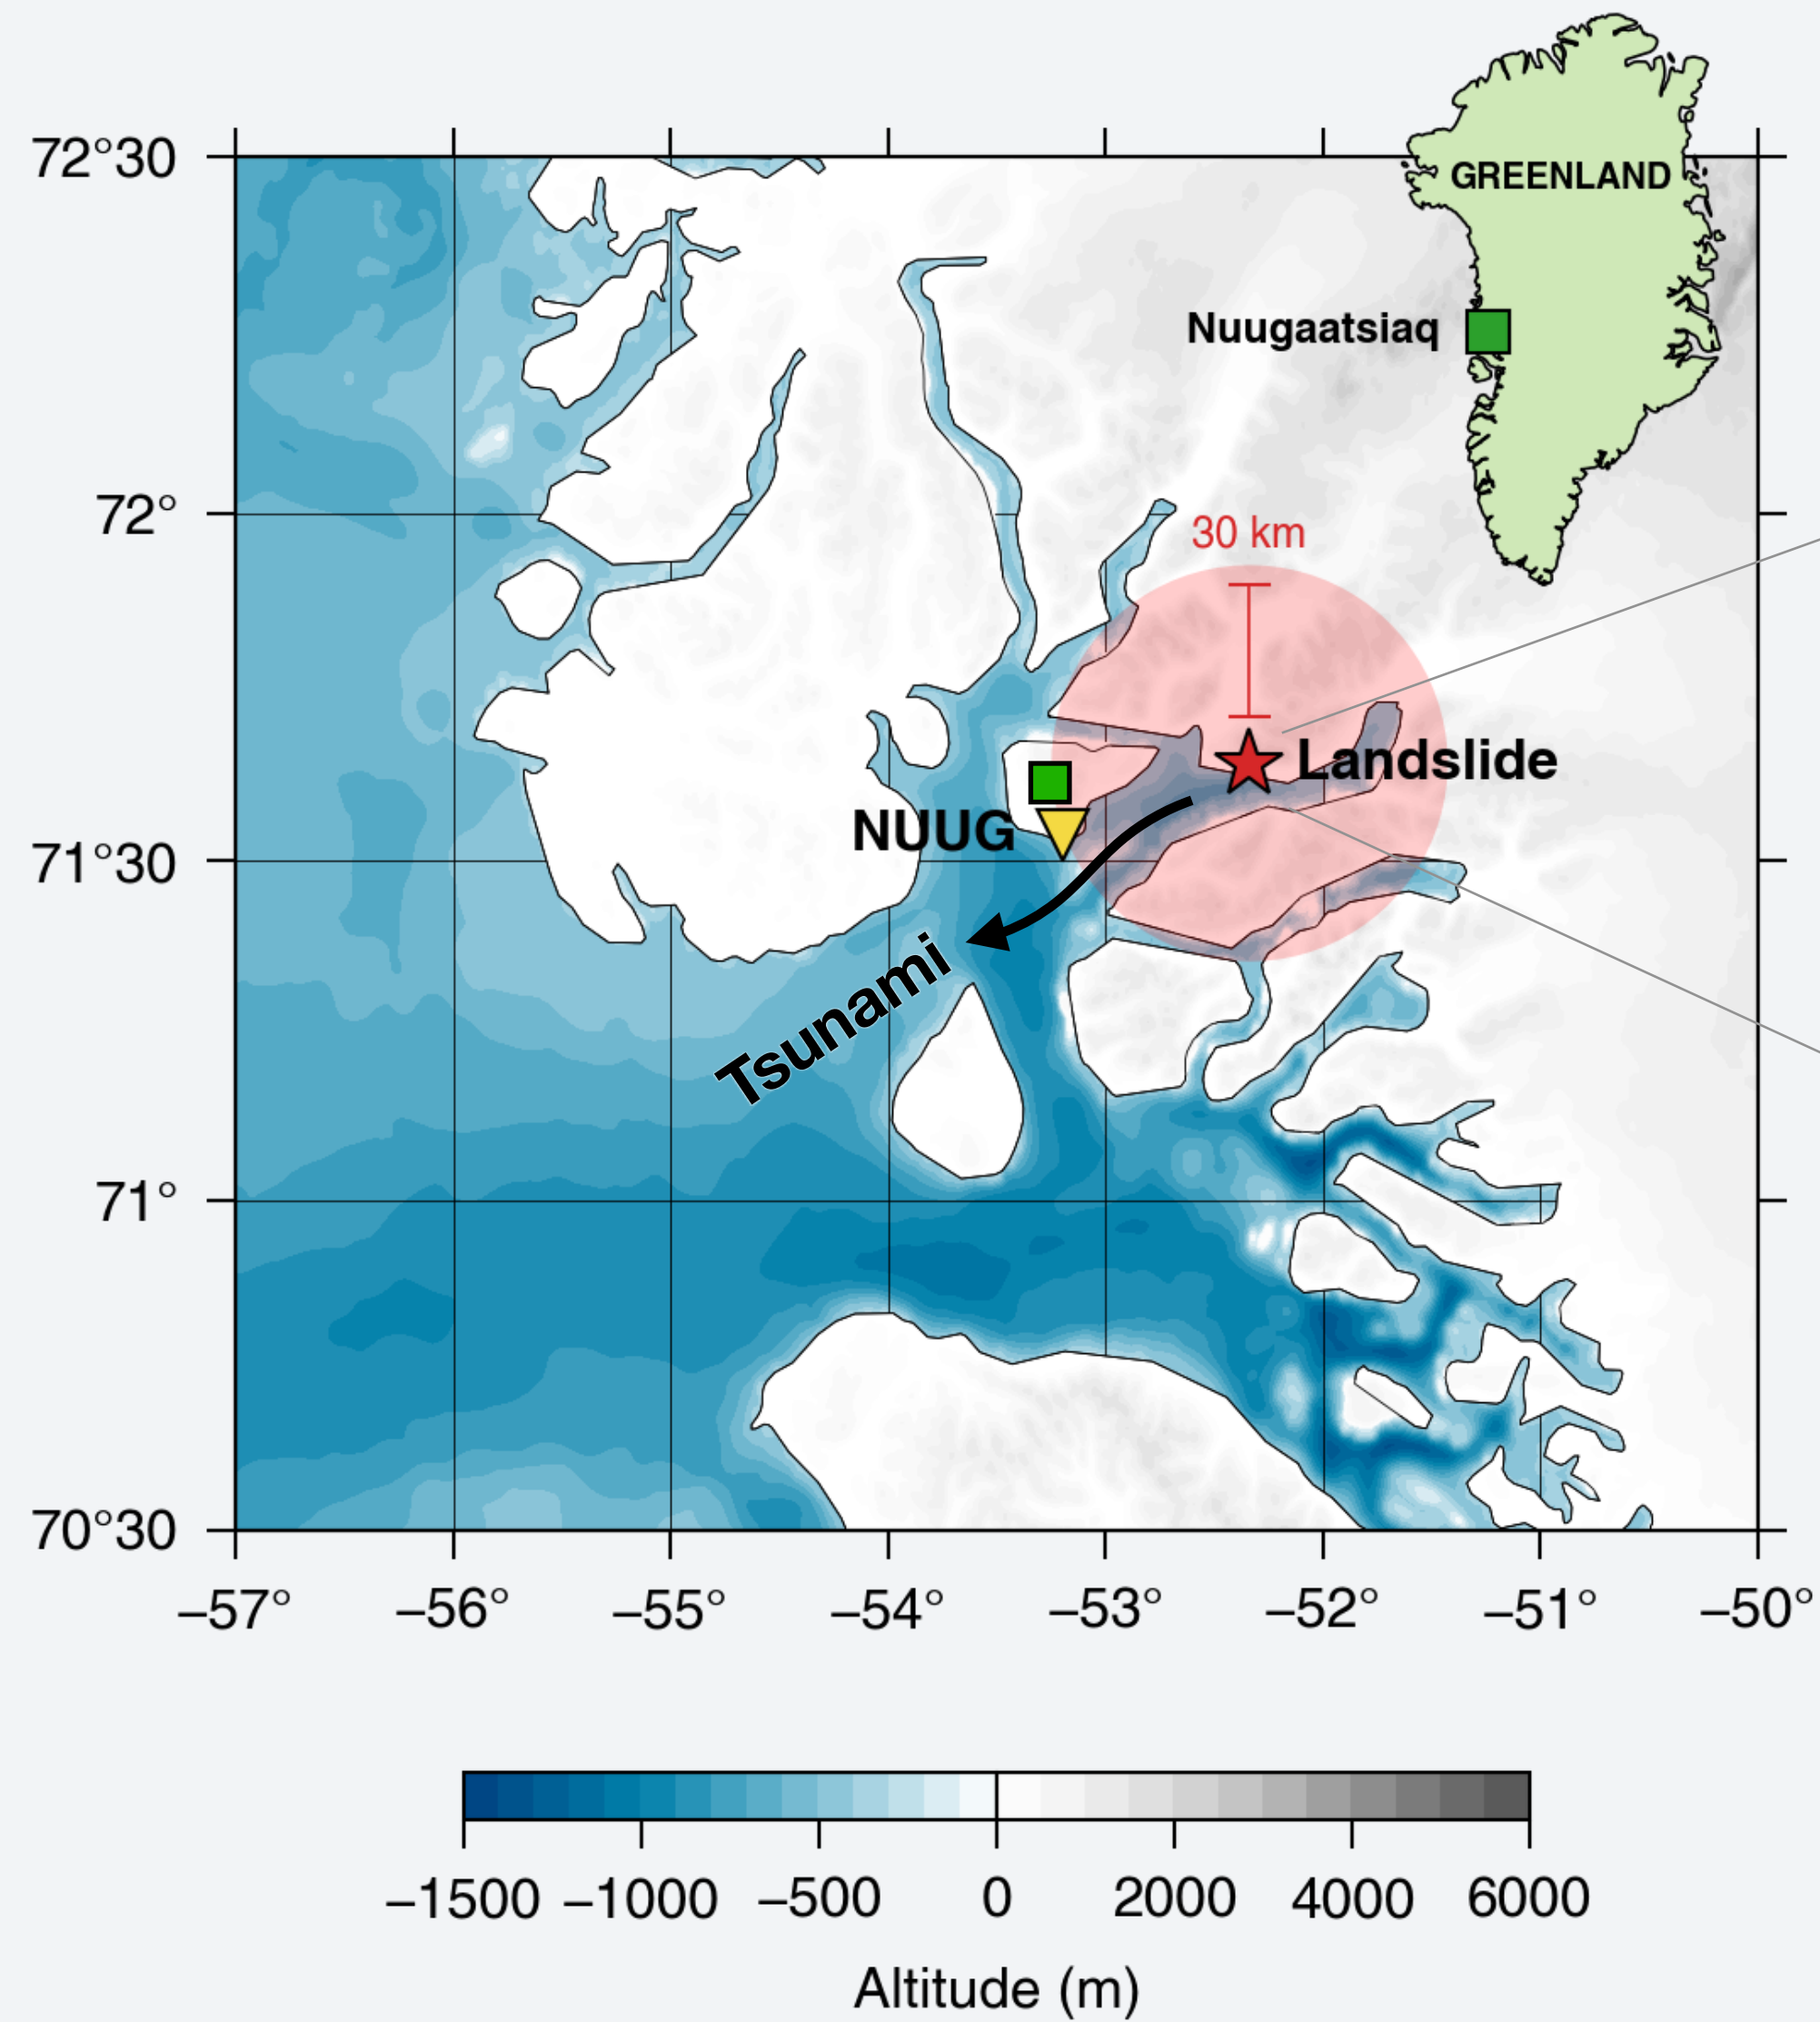 GREENLAND
Nuugaatsiaq
72°30
72°
71°30
71°
70°30
30 km
Landslide
NUUG
Tsunami
–57° –56° –55° –54° –53° –52° –51° –50°
–1500 –1000 –500 0 2000 4000 6000
Altitude (m)